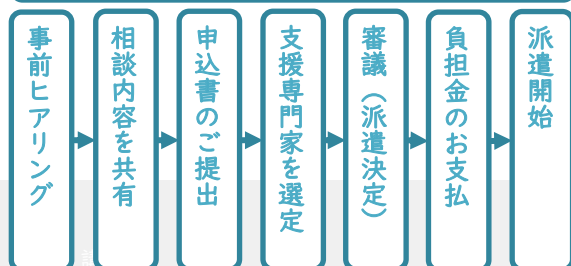 事前ヒアリング
相談内容を共有
申込書のご提出
支援専門家を選定
審議（派遣決定）
負担金のお支払
派遣開始